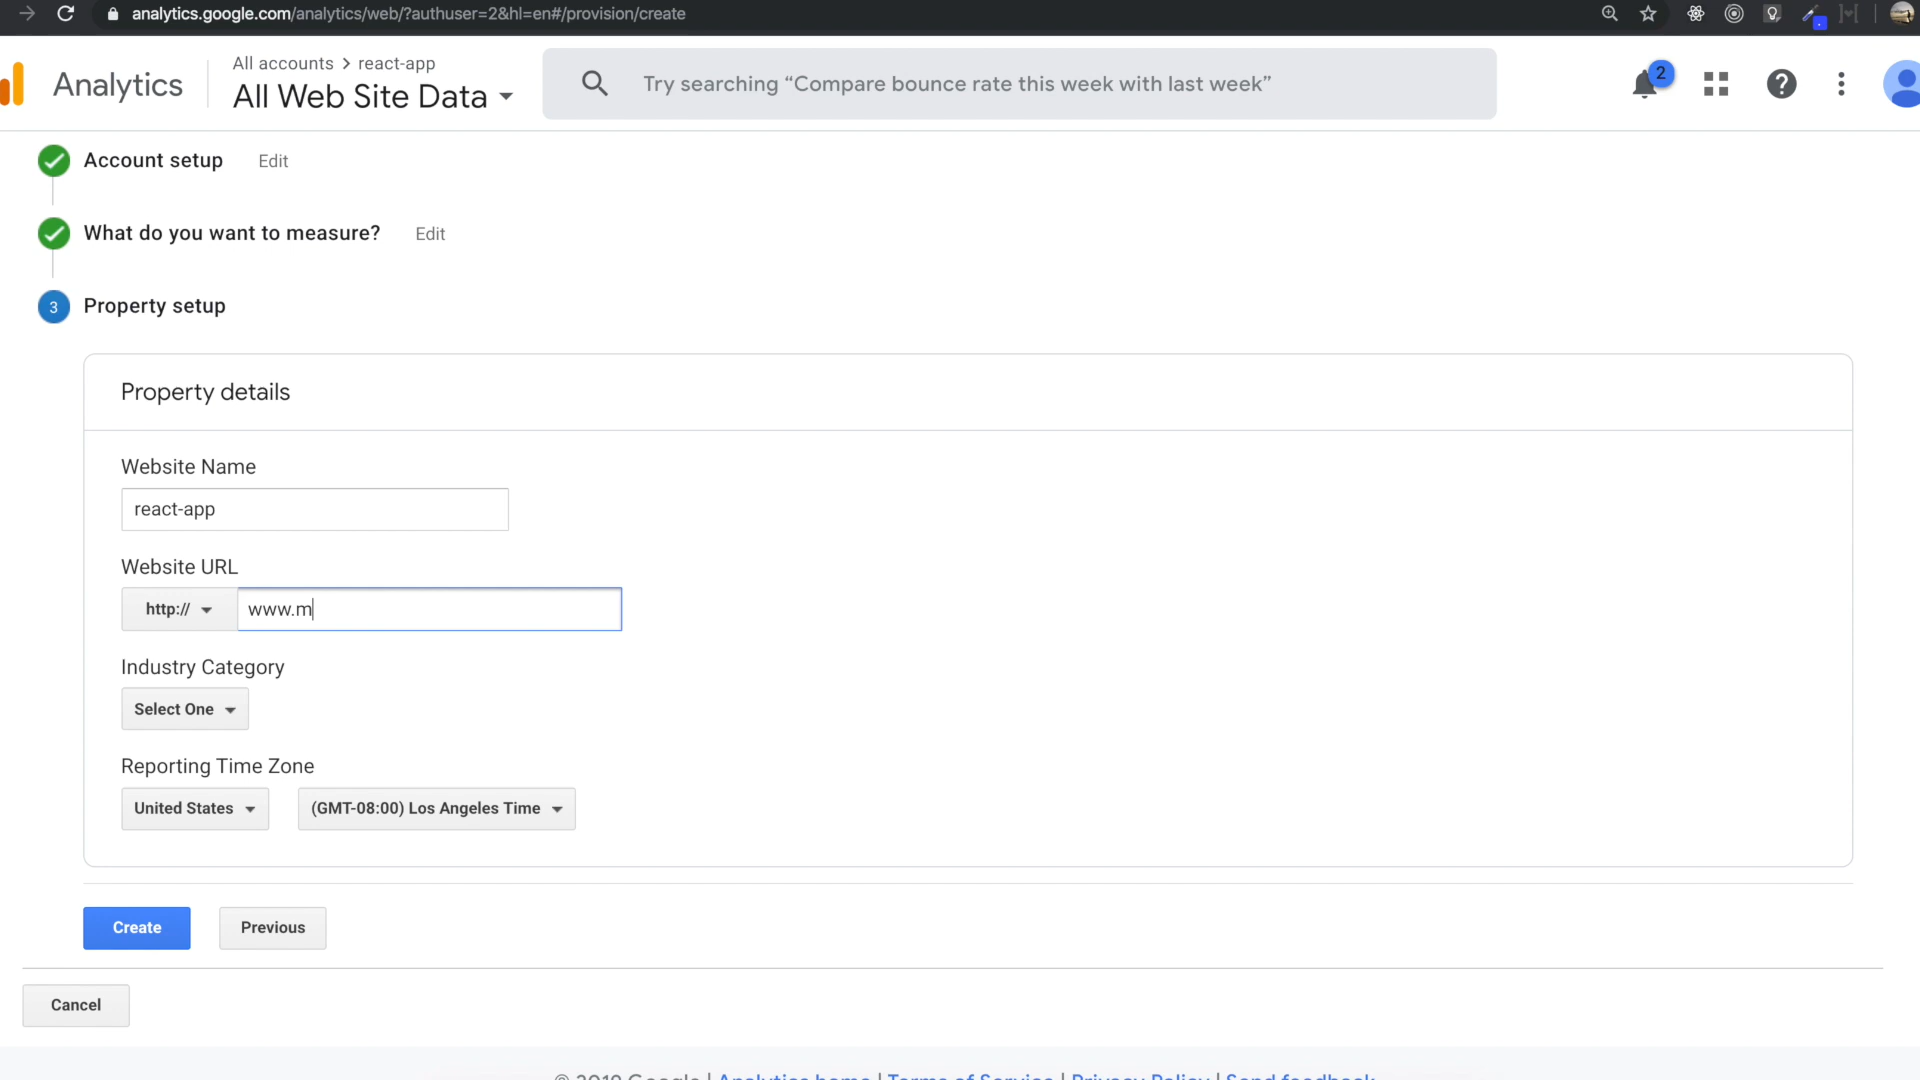 analytics.google.com/analytics/web/?authuser=2&hl=en#/provision/create
Analytics
All accounts > react-app
All Web Site Data
Try searching “Compare bounce rate this week with last week”
2
Account setup Edit
What do you want to measure? Edit
3 Property setup
Property details
Website Name
react-app
Website URL
http:// www.m
Industry Category
Select One
Reporting Time Zone
United States (GMT-08:00) Los Angeles Time
Create Previous
Cancel
© 2019 Google | Analytics home | Terms of Service | Privacy Policy | Send feedback